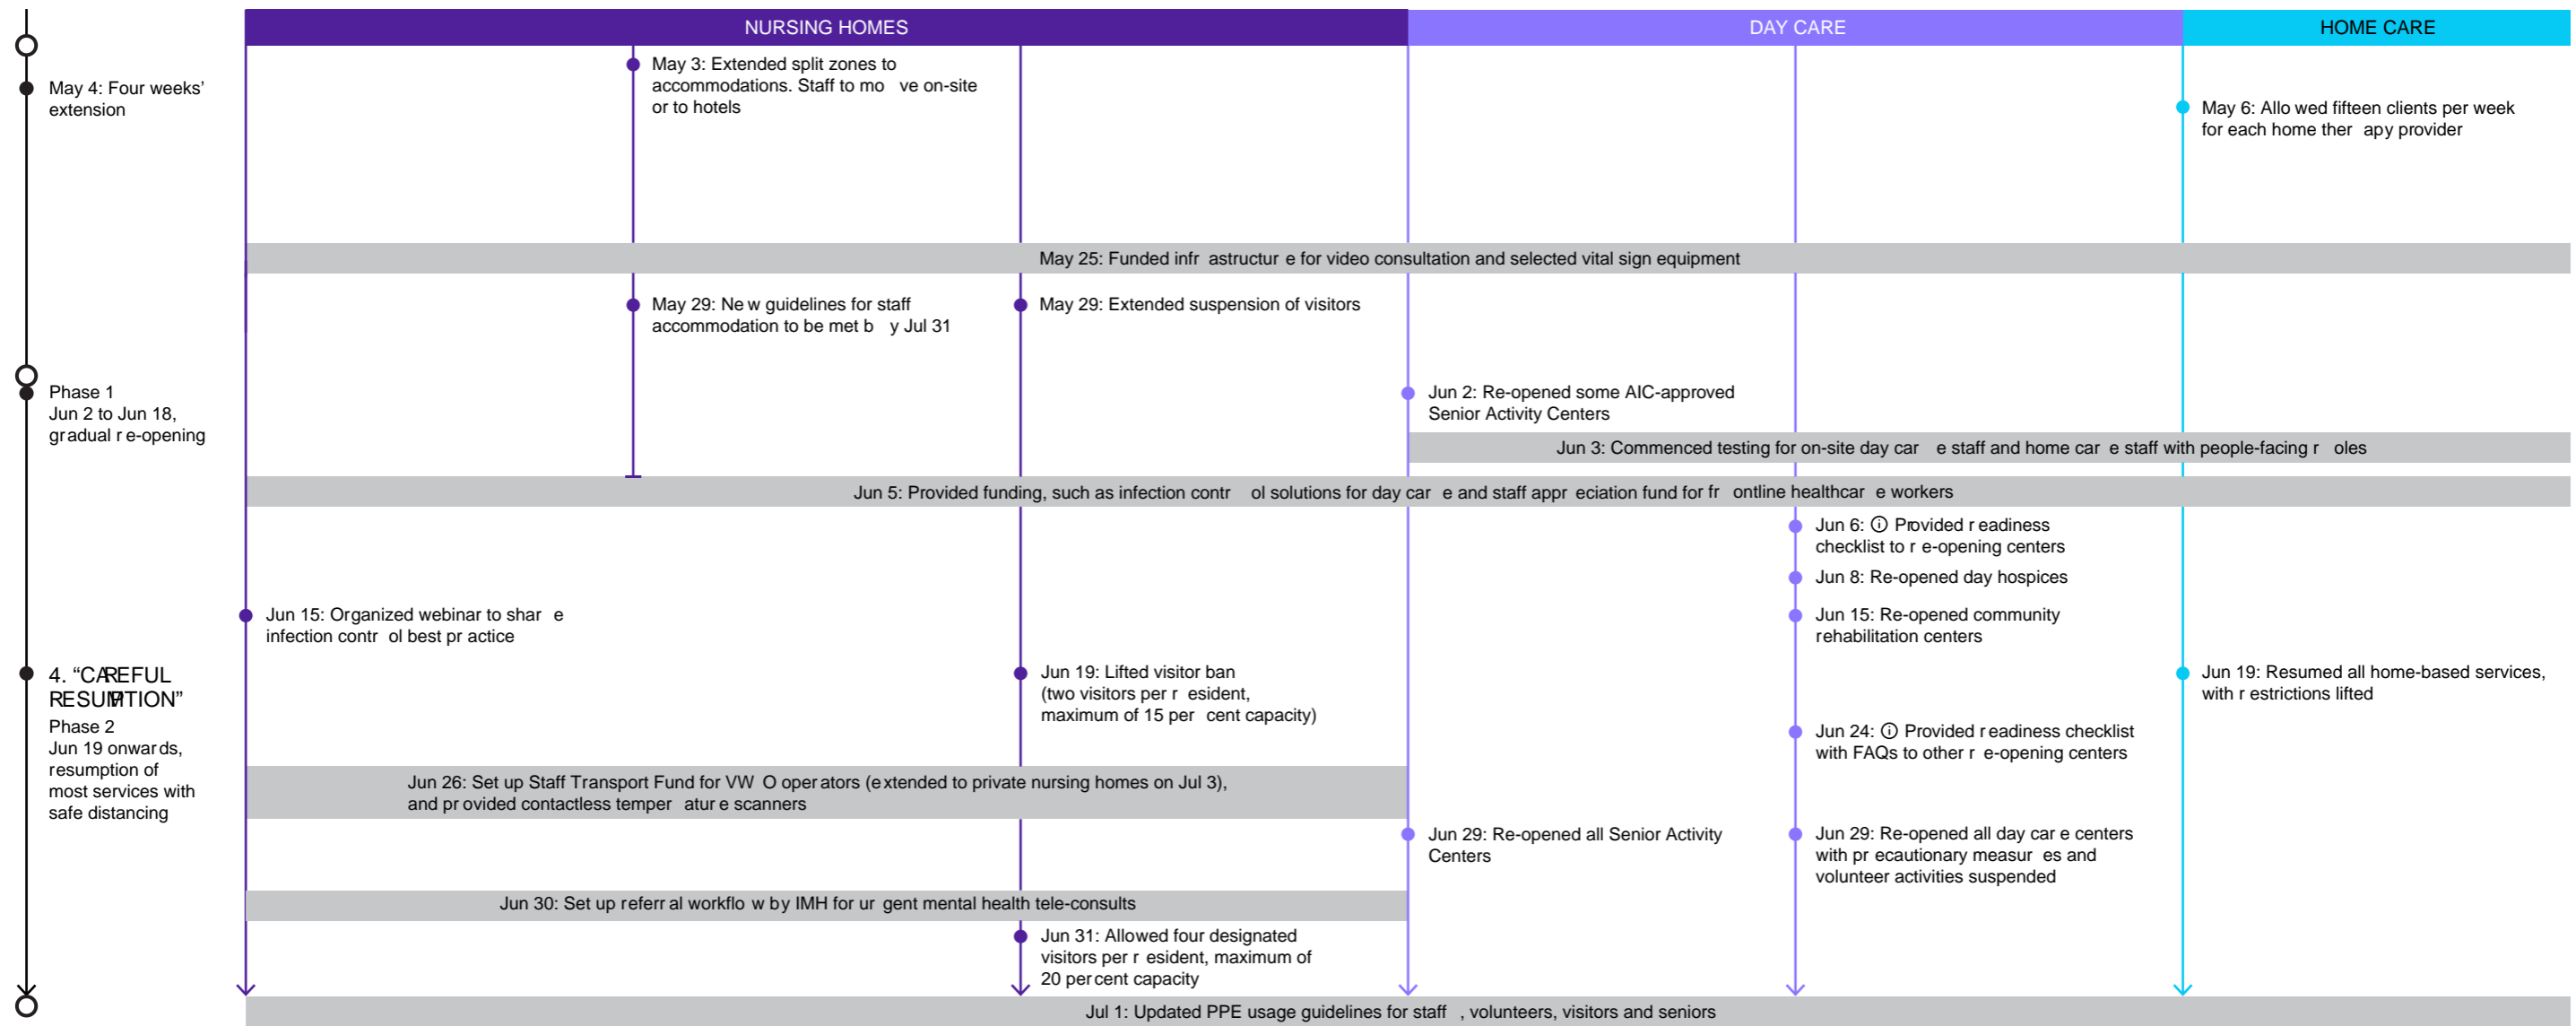 NURSING HOMES
DAY CARE
HOME CARE
May 4: Four weeks’
extension
May 3: Extended split zones to
accommodations. Staff to move on-site
or to hotels
May 6: Allowed fifteen clients per week
for each home therapy provider
May 25: Funded infrastructure for video consultation and selected vital sign equipment
May 29: New guidelines for staff
accommodation to be met by Jul 31
May 29: Extended suspension of visitors
Phase 1
Jun 2 to Jun 18,
gradual re-opening
Jun 2: Re-opened some AIC-approved
Senior Activity Centers
Jun 3: Commenced testing for on-site day care staff and home care staff with people-facing roles
Jun 5: Provided funding, such as infection control solutions for day care and staff appreciation fund for frontline healthcare workers
Jun 6: ⓘ Provided readiness
checklist to re-opening centers
Jun 8: Re-opened day hospices
Jun 15: Organized webinar to share
infection control best practice
Jun 15: Re-opened community
rehabilitation centers
4. “CAREFUL
RESUMPTION”
Phase 2
Jun 19 onwards,
resumption of
most services with
safe distancing
Jun 19: Lifted visitor ban
(two visitors per resident,
maximum of 15 per cent capacity)
Jun 19: Resumed all home-based services,
with restrictions lifted
Jun 24: ⓘ Provided readiness checklist
with FAQs to other re-opening centers
Jun 26: Set up Staff Transport Fund for VWO operators (extended to private nursing homes on Jul 3),
and provided contactless temperature scanners
Jun 29: Re-opened all Senior Activity
Centers
Jun 29: Re-opened all day care centers
with precautionary measures and
volunteer activities suspended
Jun 30: Set up referral workflow by IMH for urgent mental health tele-consults
Jun 31: Allowed four designated
visitors per resident, maximum of
20 percent capacity
Jul 1: Updated PPE usage guidelines for staff, volunteers, visitors and seniors